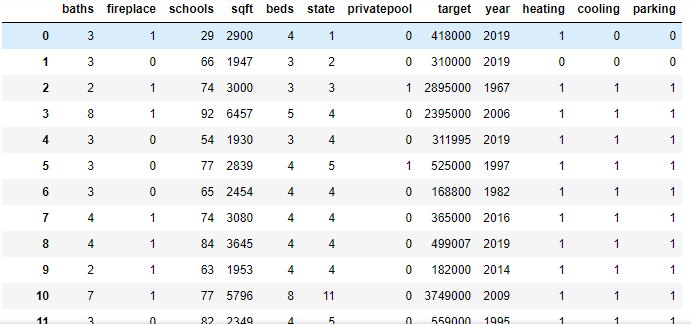 baths fireplace schools sqft beds state privatepool target year heating cooling parking
0 3 1 29 2900 4 1 0 418000 2019 1 0 0
1 3 0 66 1947 3 2 0 310000 2019 0 0 0
2 2 1 74 3000 3 3 1 2895000 1967 1 1 1
3 8 1 92 6457 5 4 0 2395000 2006 1 1 1
4 3 0 54 1930 3 4 0 311995 2019 1 1 1
5 3 0 77 2839 4 5 1 525000 1997 1 1 1
6 3 0 65 2454 4 4 0 168800 1982 1 1 1
7 4 1 74 3080 4 4 0 365000 2016 1 1 1
8 4 1 84 3645 4 4 0 499007 2019 1 1 1
9 2 1 63 1953 4 4 0 182000 2014 1 1 1
10 7 1 77 5796 8 11 0 3749000 2009 1 1 1
11 3 0 82 2349 4 5 0 559000 1995 1 1 1